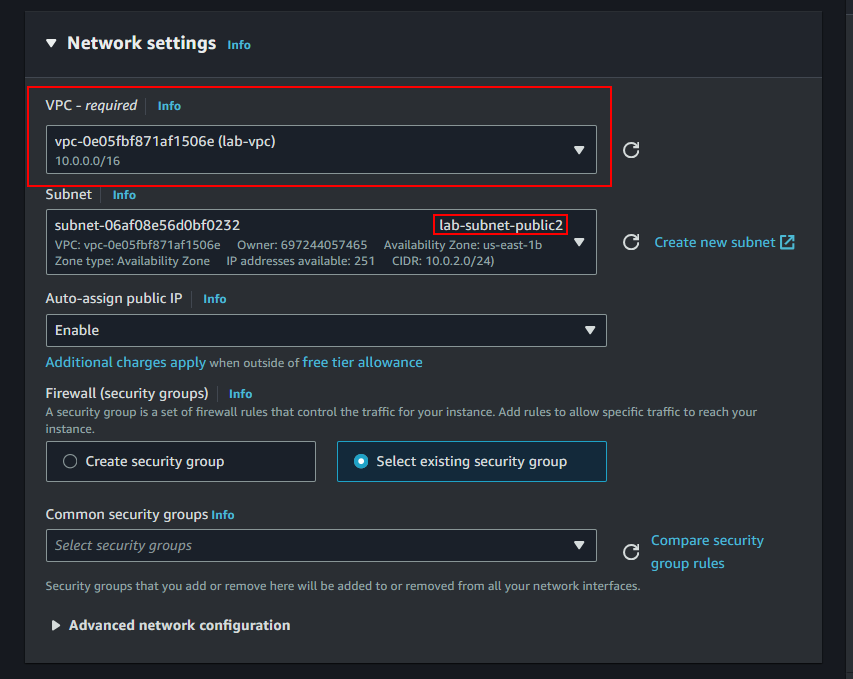 Network settings Info
VPC - required Info
vpc-0e05fbf871af1506e (lab-vpc)
10.0.0.0/16
Subnet Info
subnet-06af08e56d0bf0232 lab-subnet-public2
VPC: vpc-0e05fbf871af1506e Owner: 697244057465 Availability Zone: us-east-1b
Zone type: Availability Zone IP addresses available: 251 CIDR: 10.0.2.0/24)
Create new subnet
Auto-assign public IP Info
Enable
Additional charges apply when outside of free tier allowance
Firewall (security groups) Info
A security group is a set of firewall rules that control the traffic for your instance. Add rules to allow specific traffic to reach your
instance.
Create security group
Select existing security group
Common security groups Info
Select security groups
Compare security
group rules
Security groups that you add or remove here will be added to or removed from all your network interfaces.
Advanced network configuration